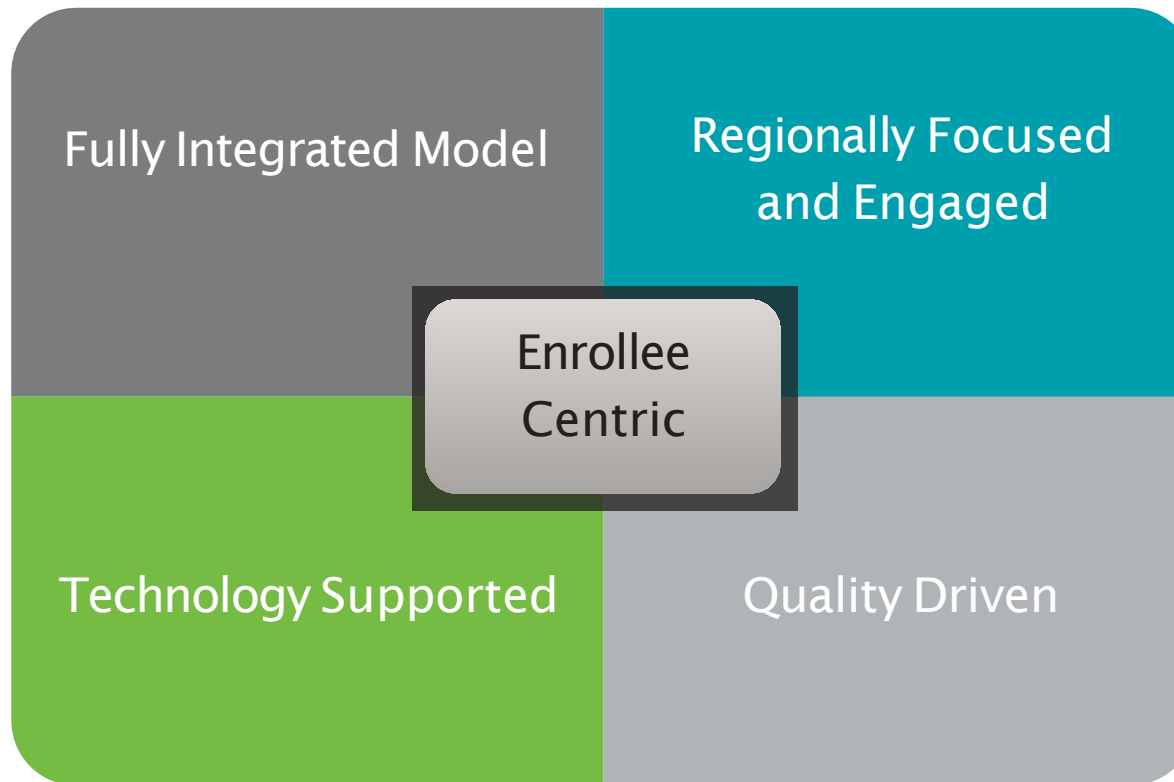 Fully Integrated Model
Regionally Focused
and Engaged
Enrollee
Centric
Technology Supported
Quality Driven